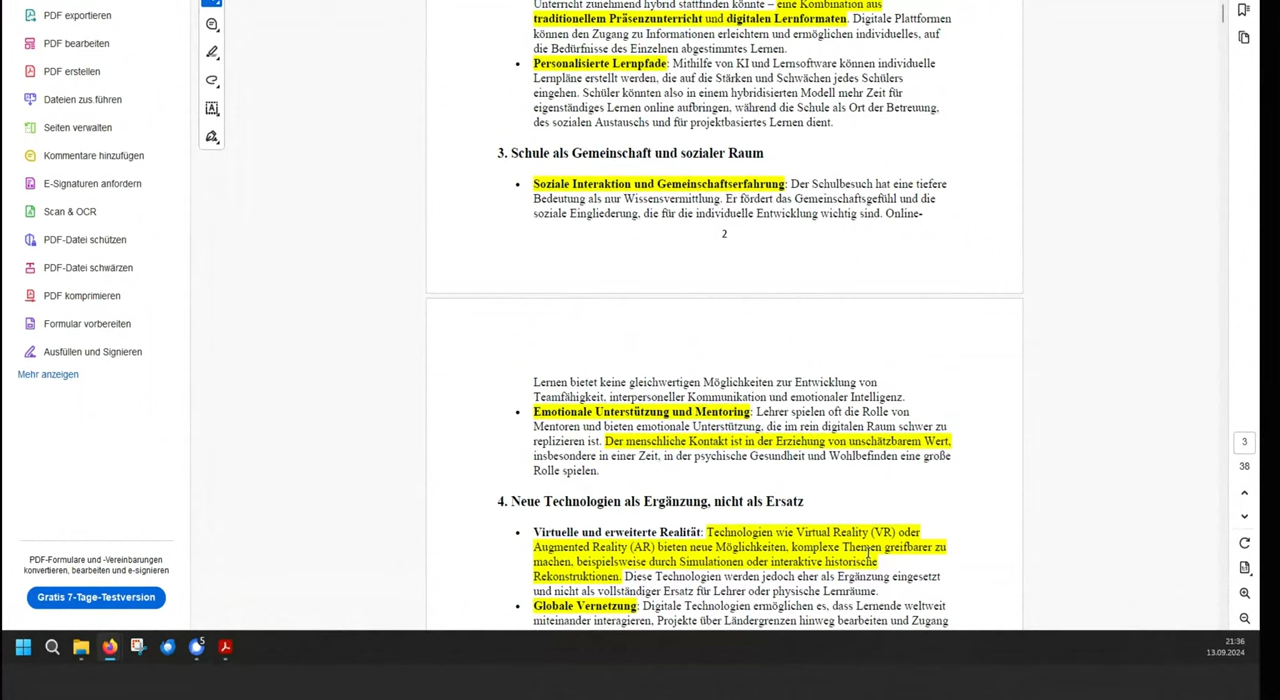 PDF exportieren
PDF bearbeiten
PDF erstellen
Dateien zus.führen
Seiten verwalten
Kommentare hinzufügen
E-Signaturen anfordern
Scan & OCR
PDF-Datei schützen
PDF-Datei schwärzen
PDF komprimieren
Formular vorbereiten
Ausfüllen und Signieren
Mehr anzeigen
PDF-Formulare und -Vereinbarungen
konvertieren, bearbeiten und e-signieren
Gratis 7-Tage-Testversion
Unterricht zunehmend hybrid stattfinden könnte – eine Kombination aus
traditionellem Präsenzunterricht und digitalen Lernformaten. Digitale Plattformen
können den Zugang zu Informationen erleichtern und ermöglichen individuelles, auf
die Bedürfnisse des Einzelnen abgestimmtes Lernen.
• Personalisierte Lernpfade: Mithilfe von KI und Lernsoftware können individuelle
Lernpläne erstellt werden, die auf die Stärken und Schwächen jedes Schülers
eingehen. Schüler könnten also in einem hybridisierten Modell mehr Zeit für
eigenständiges Lernen online aufbringen, während die Schule als Ort der Betreuung,
des sozialen Austauschs und für projektbasiertes Lernen dient.
3. Schule als Gemeinschaft und sozialer Raum
• Soziale Interaktion und Gemeinschaftserfahrung: Der Schulbesuch hat eine tiefere
Bedeutung als nur Wissensvermittlung. Er fördert das Gemeinschaftsgefühl und die
soziale Eingliederung, die für die individuelle Entwicklung wichtig sind. Online-
2
Lernen bietet keine gleichwertigen Möglichkeiten zur Entwicklung von
Teamfähigkeit, interpersoneller Kommunikation und emotionaler Intelligenz.
• Emotionale Unterstützung und Mentoring: Lehrer spielen oft die Rolle von
Mentoren und bieten emotionale Unterstützung, die im rein digitalen Raum schwer zu
replizieren ist. Der menschliche Kontakt ist in der Erziehung von unschätzbarem Wert,
insbesondere in einer Zeit, in der psychische Gesundheit und Wohlbefinden eine große
Rolle spielen.
4. Neue Technologien als Ergänzung, nicht als Ersatz
• Virtuelle und erweiterte Realität: Technologien wie Virtual Reality (VR) oder
Augmented Reality (AR) bieten neue Möglichkeiten, komplexe Themen greifbarer zu
machen, beispielsweise durch Simulationen oder interaktive historische
Rekonstruktionen. Diese Technologien werden jedoch eher als Ergänzung eingesetzt
und nicht als vollständiger Ersatz für Lehrer oder physische Lernräume.
• Globale Vernetzung: Digitale Technologien ermöglichen es, dass Lernende weltweit
miteinander interagieren, Projekte über Ländergrenzen hinweg bearbeiten und Zugang
3
38
5
21:36
13.09.2024